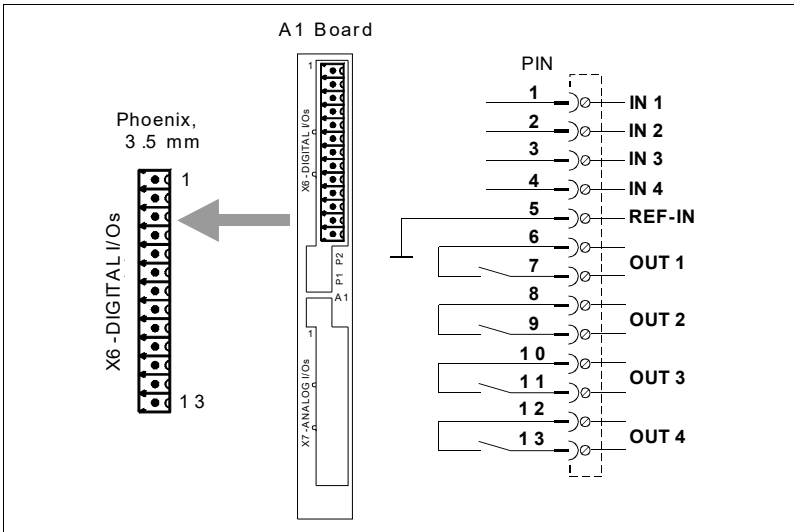 A1 Board
Phoenix,
3.5 mm
X6-DIGITAL I/Os
1
13
1
X6-DIGITAL I/Os
P1 P2
A1
1
X7-ANALOG I/Os
PIN
1 IN 1
2 IN 2
3 IN 3
4 IN 4
5 REF-IN
6
7
OUT 1
8
9
OUT 2
10
11
OUT 3
12
13
OUT 4